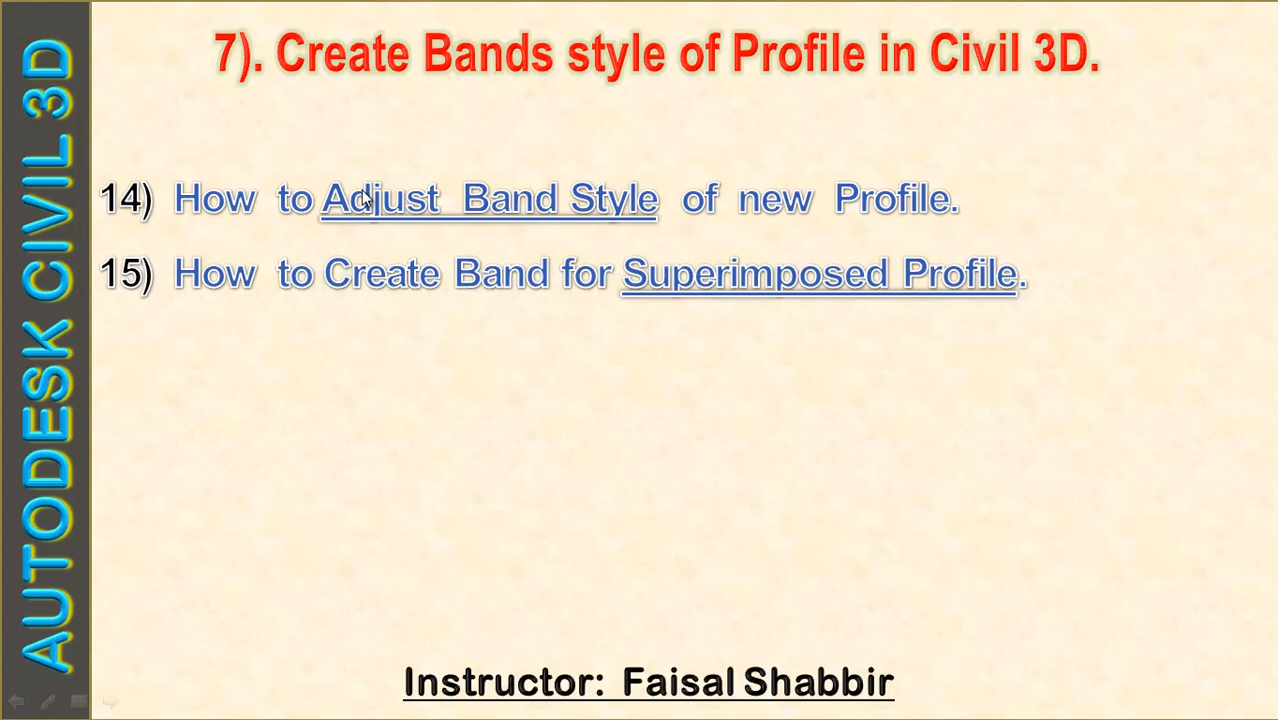 AUTODESK CIVIL 3D
7). Create Bands style of Profile in Civil 3D.
14) How to Adjust Band Style of new Profile.
15) How to Create Band for Superimposed Profile.
Instructor: Faisal Shabbir